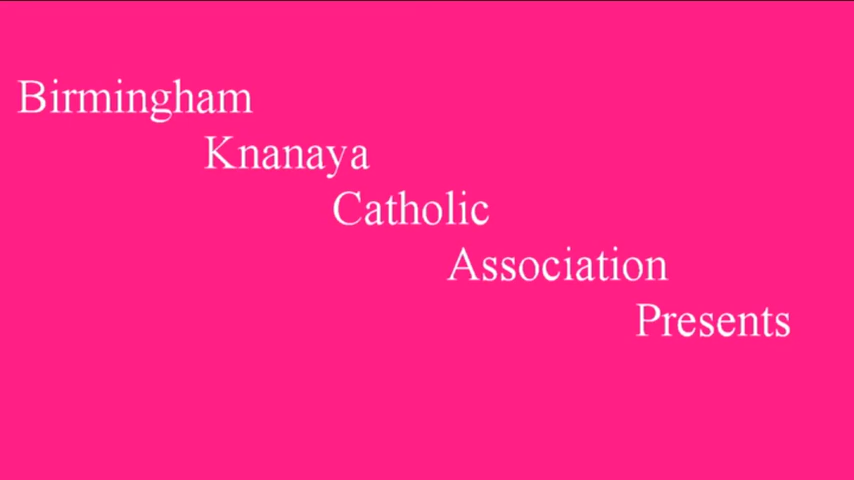 Birmingham
Knanaya
Catholic
Association
Presents